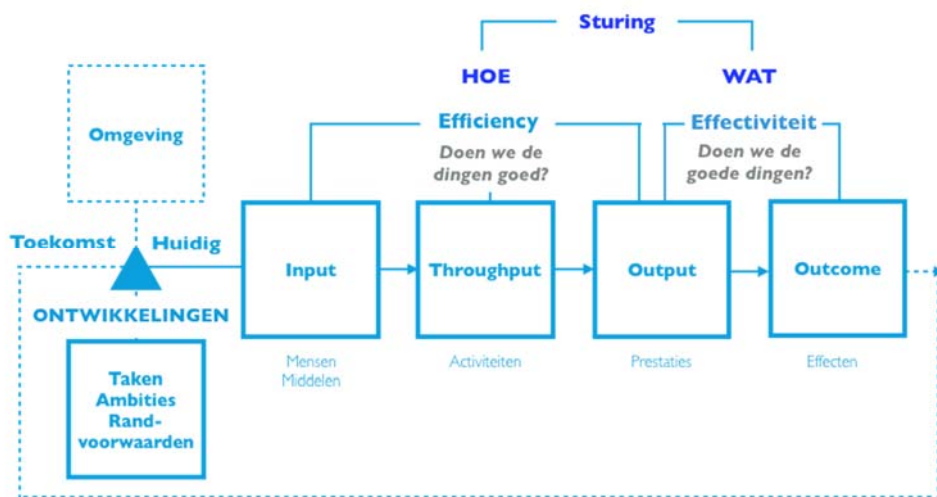 Sturing
HOE
WAT
Omgeving
Efficiency
Effectiviteit
Doen we de
dingen goed?
Doen we de
goede dingen?
Toekomst
Huidig
Input
Throughput
Output
Outcome
ONTWIKKELINGEN
Mensen
Middelen
Activiteiten
Prestaties
Effecten
Taken
Ambities
Rand-
voorwaarden